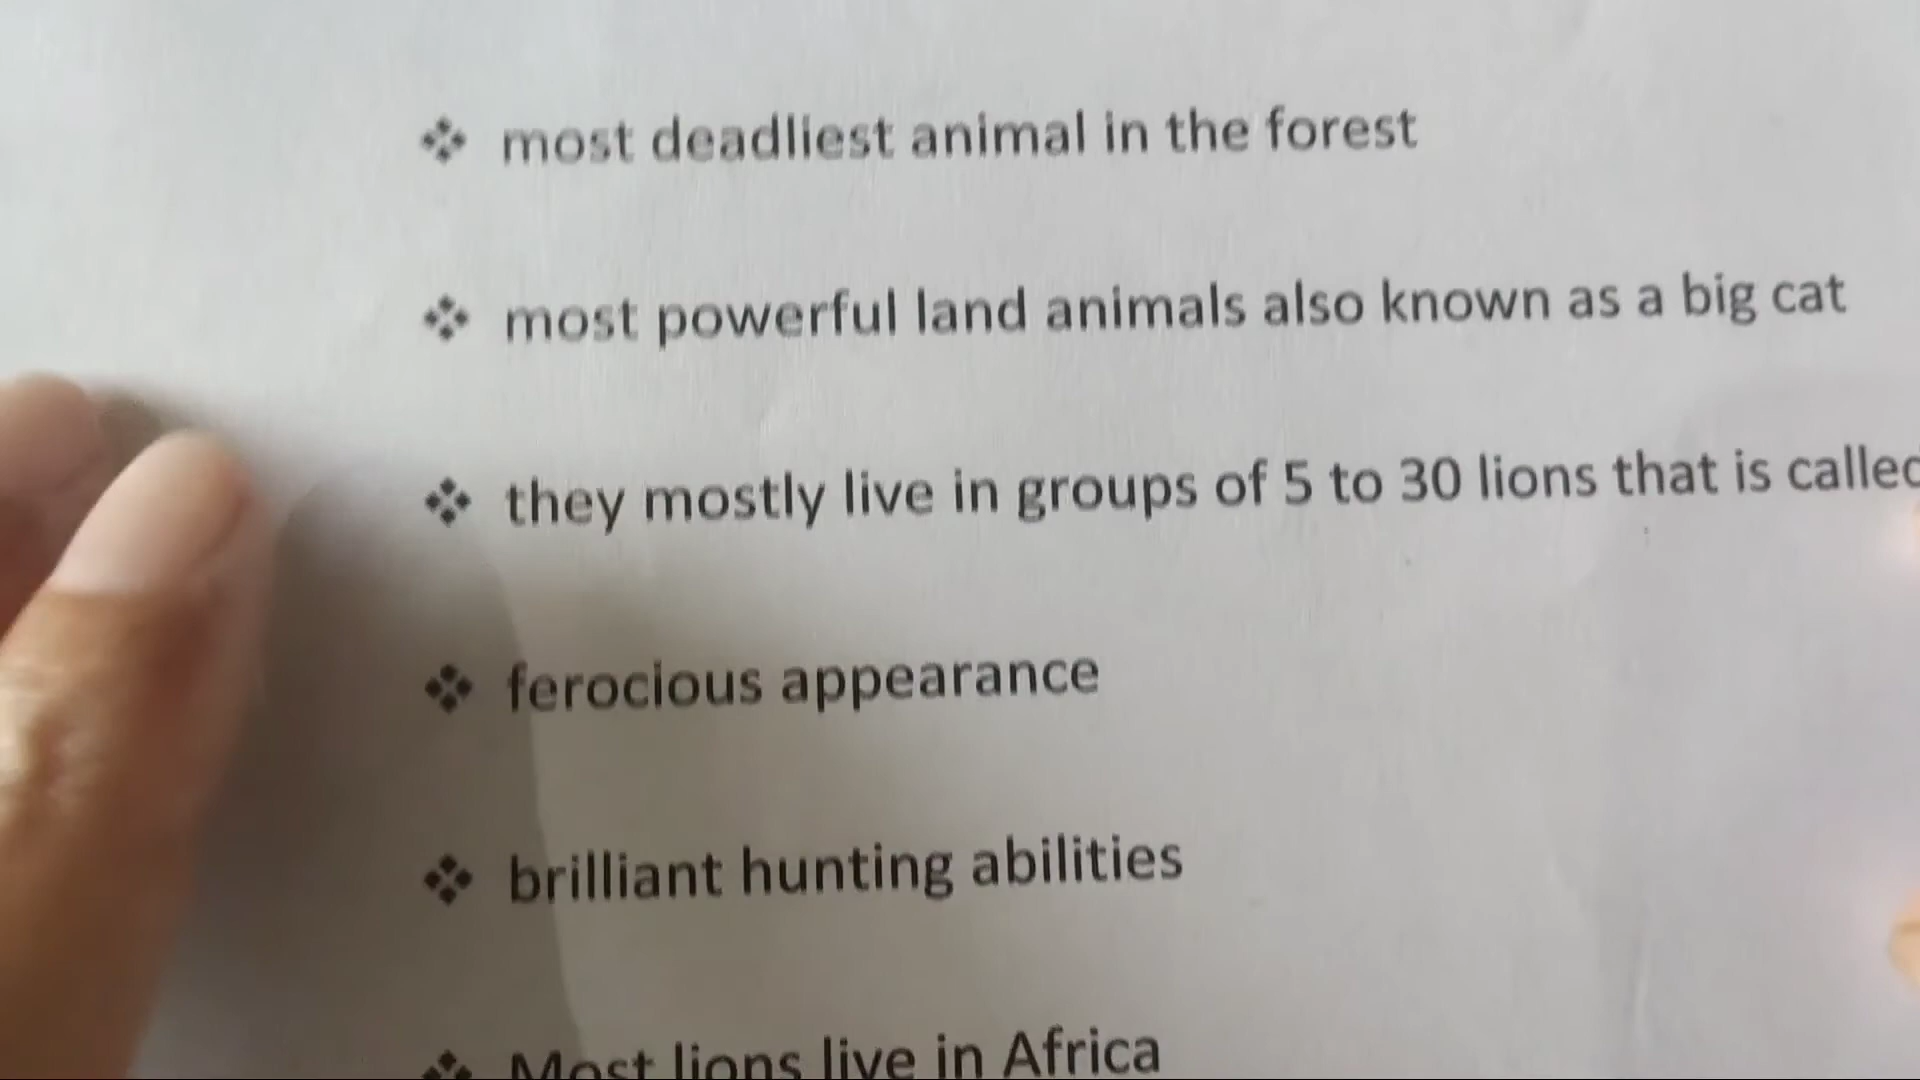 most deadliest animal in the forest
most powerful land animals also known as a big cat
they mostly live in groups of 5 to 30 lions that is called
ferocious appearance
brilliant hunting abilities
Most lions live in Africa